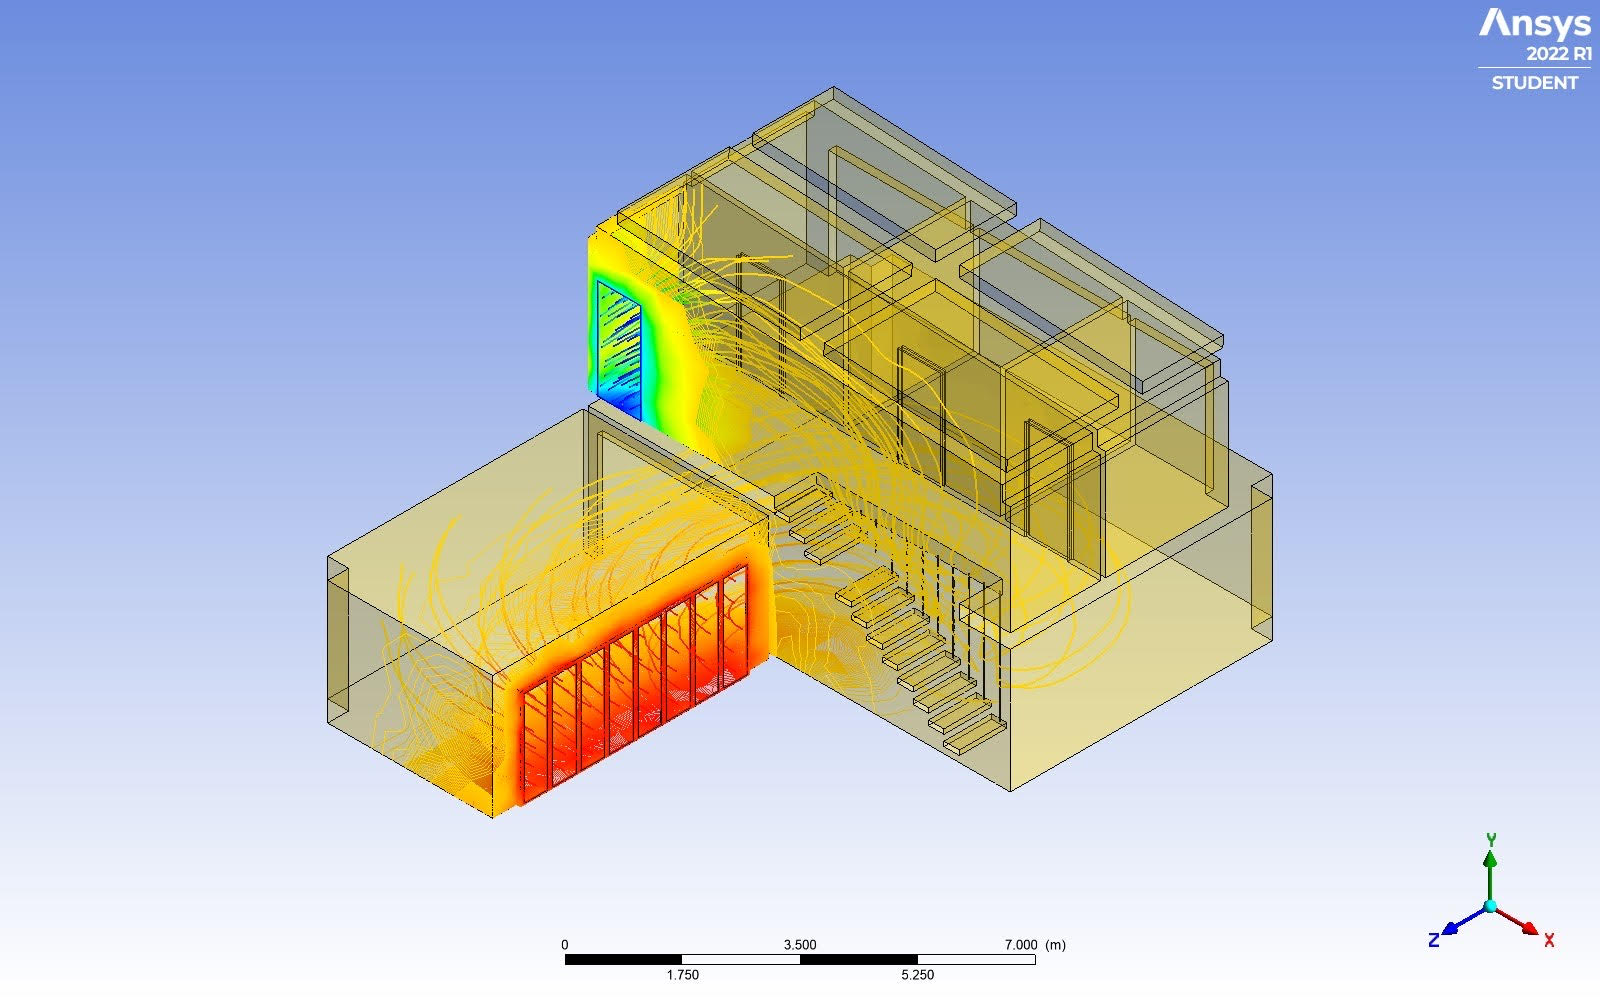 Ansys
2022 R1
STUDENT
Y
Z
X
0 3.500 7.000 (m)
1.750 5.250